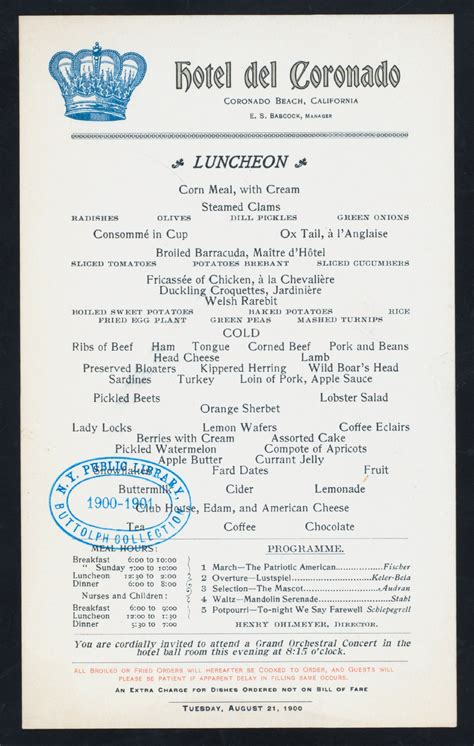 Hotel del Coronado
CORONADO BEACH, CALIFORNIA
E. S. BABCOCK, MANAGER
LUNCHEON
Corn Meal, with Cream
Steamed Clams
RADISHES OLIVES DILL PICKLES GREEN ONIONS
Consommé in Cup Ox Tail, à l'Anglaise
Broiled Barracuda, Maître d'Hôtel
SLICED TOMATOES POTATOES BREBANT SLICED CUCUMBERS
Fricassée of Chicken, à la Chevalière
Duckling Croquettes, Jardinière
Welsh Rarebit
BOILED SWEET POTATOES BAKED POTATOES RICE
FRIED EGG PLANT GREEN PEAS MASHED TURNIPS
COLD
Ribs of Beef Ham Tongue Corned Beef Pork and Beans
Head Cheese Lamb
Preserved Bloaters Kippered Herring Wild Boar's Head
Sardines Turkey Loin of Pork, Apple Sauce
Pickled Beets Lobster Salad
Orange Sherbet
Lady Locks Lemon Wafers Coffee Eclairs
Berries with Cream Assorted Cake
Pickled Watermelon Compote of Apricots
Apple Butter Currant Jelly
Snowflakes Fard Dates Fruit
Buttermilk Cider Lemonade
Club House, Edam, and American Cheese
Tea Coffee Chocolate
N.Y. PUBLIC LIBRARY,
1900-1901
BUTTOLPH COLLECTION
MEAL HOURS:
Breakfast 6:00 to 10:00
" Sunday 7:00 to 10:00
Luncheon 12:30 to 2:00
Dinner 6:00 to 8:00
Nurses and Children:
Breakfast 6:00 to 9:00
Luncheon 12:00 to 1:30
Dinner 5:30 to 7:00
PROGRAMME.
1 March—The Patriotic American Fischer
2 Overture—Lustspiel Keler-Bela
3 Selection—The Mascot Audran
4 Waltz—Mandolin Serenade Stahl
5 Potpourri—To-night We Say Farewell Schlepegrell
HENRY OHLMEYER, DIRECTOR.
You are cordially invited to attend a Grand Orchestral Concert in the
hotel ball room this evening at 8:15 o'clock.
ALL BROILED OR FRIED ORDERS WILL HEREAFTER BE COOKED TO ORDER, AND GUESTS WILL
PLEASE BE PATIENT IF APPARENT DELAY IN FILLING SAME OCCURS.
AN EXTRA CHARGE FOR DISHES ORDERED NOT ON BILL OF FARE
TUESDAY, AUGUST 21, 1900